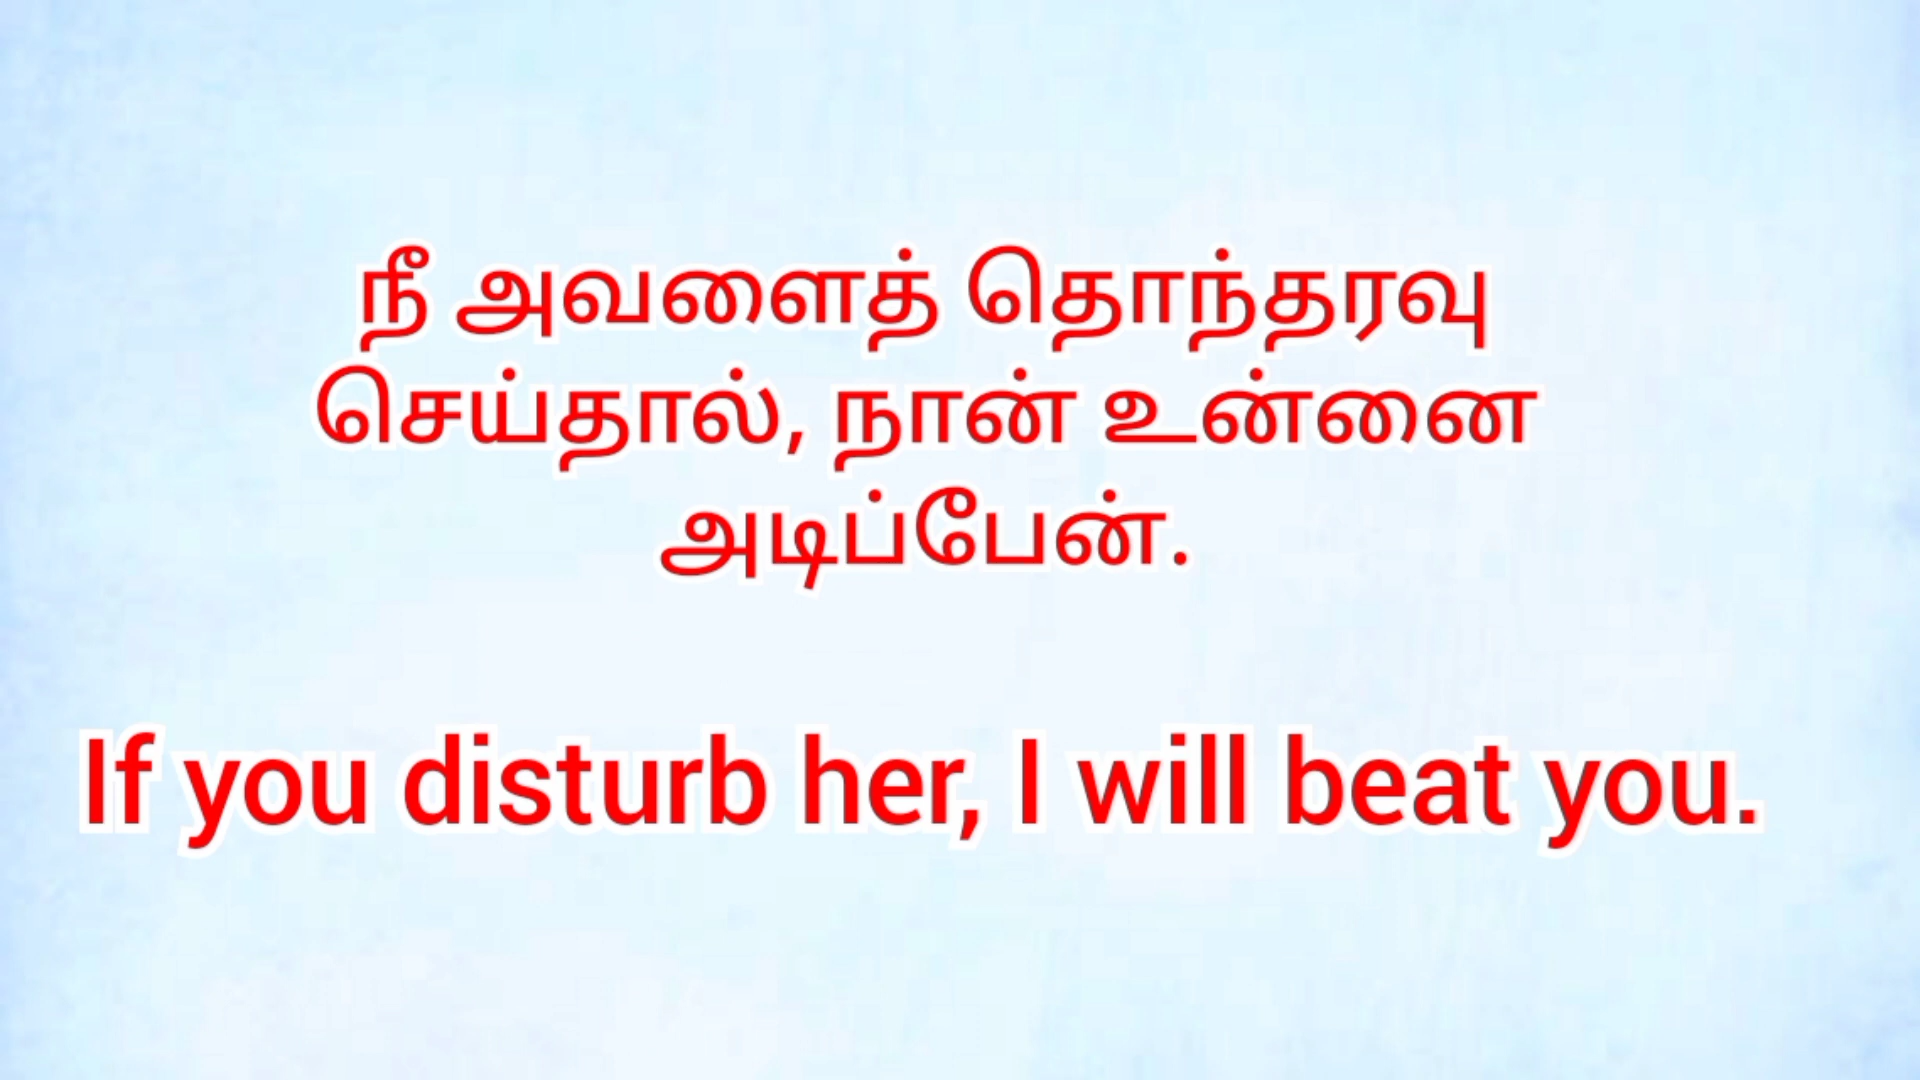 நீ அவளைத் தொந்தரவு
செய்தால், நான் உன்னை
அடிப்பேன்.
If you disturb her, I will beat you.